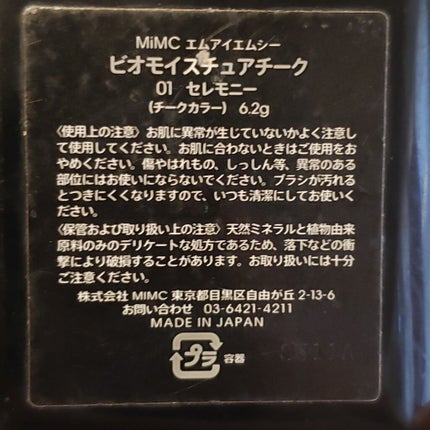 MiMC エムアイエムシー
ビオモイスチュアチーク
01 セレモニー
(チークカラー) 6.2g
〈使用上の注意〉お肌に異常が生じていないかよく注意し
て使用してください。お肌に合わないときはご使用をお
やめください。傷やはれもの、しっしん等、異常のある
部位にはお使いにならないでください。ブラシが汚れる
とつきにくくなりますので、いつも清潔にしてお使いく
ださい。
〈保管および取り扱い上の注意〉天然ミネラルと植物由来
原料のみのデリケートな処方であるため、落下などの衝
撃により破損することがあります。お取り扱いには十分
ご注意ください。
株式会社 MIMC 東京都目黒区自由が丘 2-13-6
お問い合わせ 03-6421-4211
MADE IN JAPAN
プラ 容器